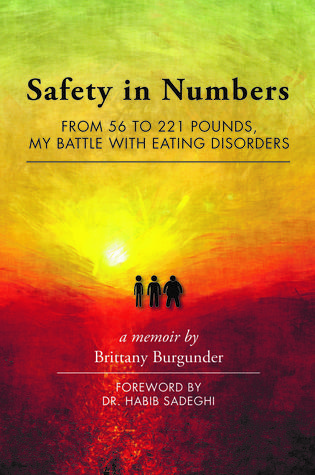 Safety in Numbers
FROM 56 TO 221 POUNDS,
MY BATTLE WITH EATING DISORDERS
a memoir by
Brittany Burgunder
FOREWORD BY
DR. HABIB SADEGHI